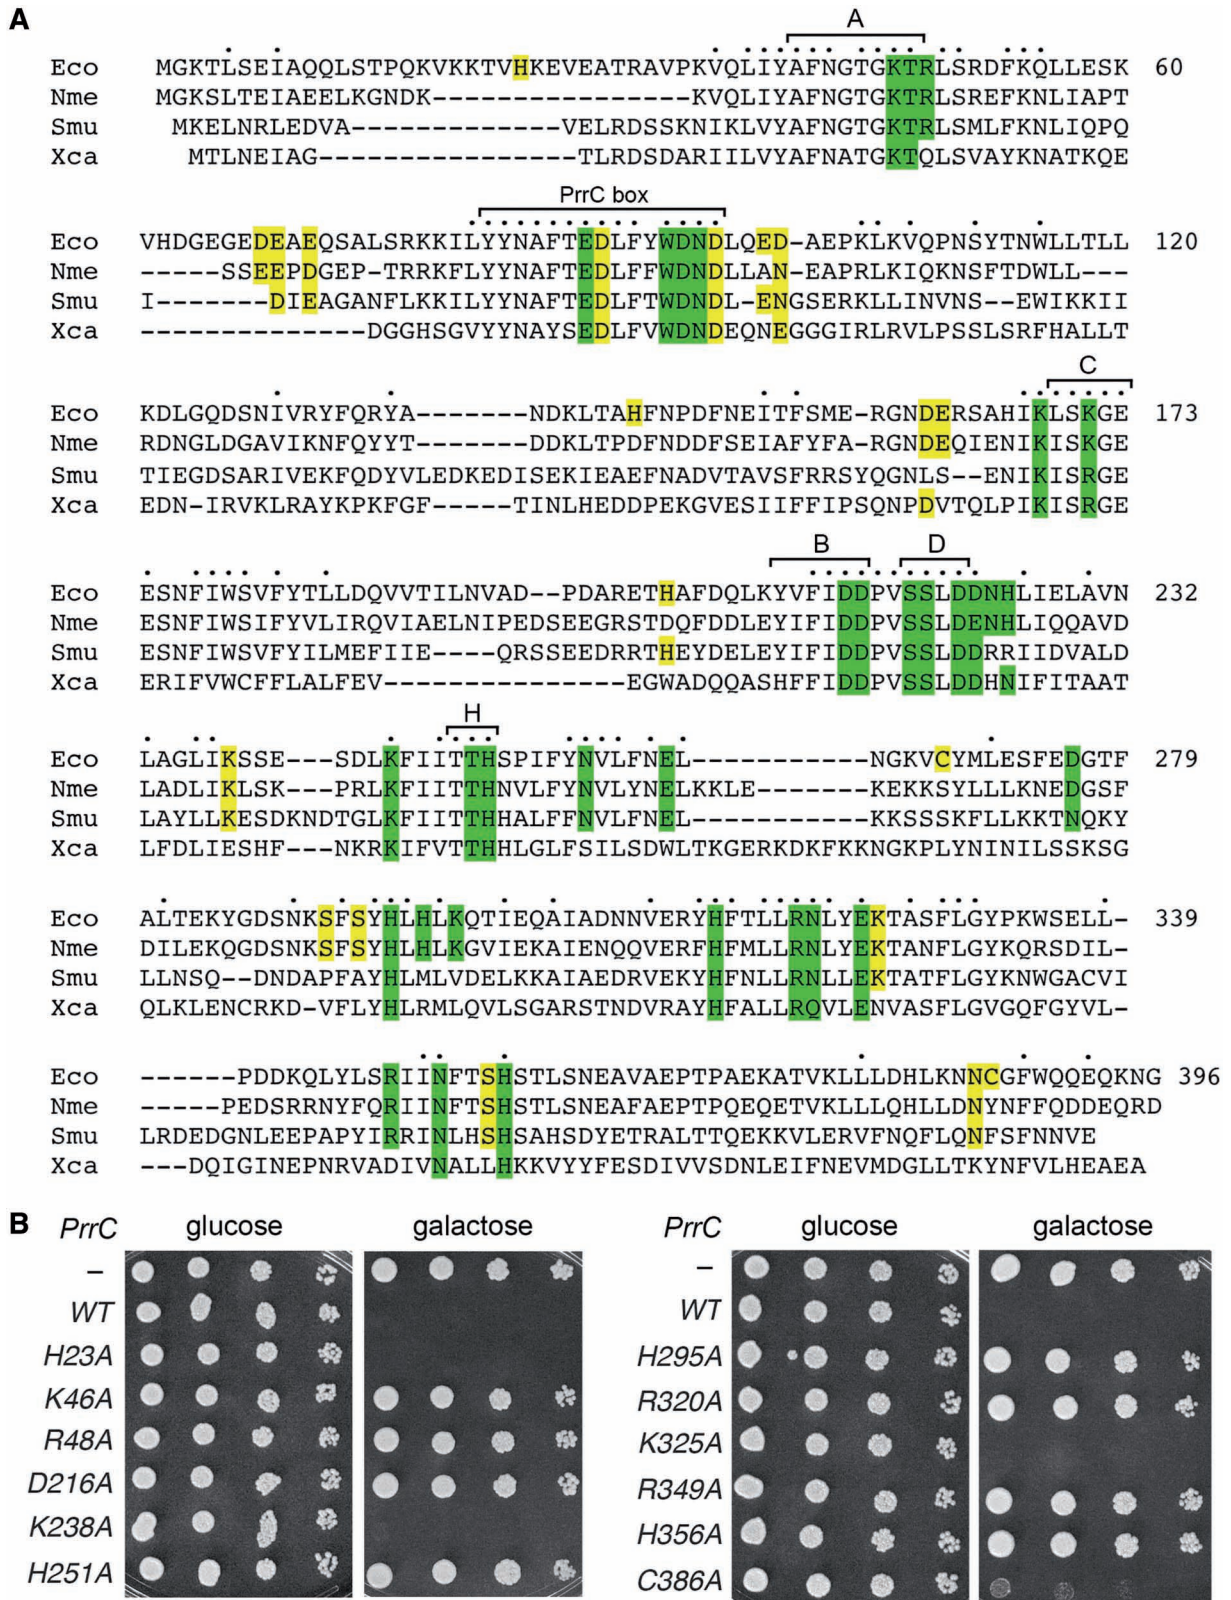 A
A
Eco MGKTLSEIAQQLSTPQKVKKTVHKEVEATRAVPKVQLIYAFNGTGKTRLSRDFKQLLESK 60
Nme MGKSLTEIAEELKGNDK----------------KVQLIYAFNGTGKTRLSREFKNLIAPT
Smu MKELNRLEDVA-------------VELRDSSKNIKLVYAFNGTGKTRLSMLFKNLIQPQ
Xca MTLNEIAG----------------TLRDSDARIILVYAFNATGKTQLSVAYKNATKQE
PrrC box
Eco VHDGEGEDEAEQSALSRKKILYYNAFTEDLFYWDNDLQED-AEPKLKVQPNSYTNWLLTLL 120
Nme -----SSEEPDGEP-TRRKFLYYNAFTEDLFFWDNDLLAN-EAPRLKIQKNSFTDWLL---
Smu I-------DIEAGANFLKKILYYNAFTEDLFTWDNDL-ENGSERKLLINVNS--EWIKKII
Xca --------------DGGHSGVYYNAYSEDLFVWDNDEQNEGGGIRLRVLPSSLSRFHALLT
C
Eco KDLGQDSNIVRYFQRYA-------NDKLTAHFNPDFNEITFSME-RGNDERSAHIKLSKGE 173
Nme RDNGLDGAVIKNFQYYT-------DDKLTPDFNDDFSEIAFYFA-RGNDEQIENIKISKGE
Smu TIEGDSARIVEKFQDYVLEDKEDISEKIEAEFNADVTAVSFRRSYQGNLS--ENIKISRGE
Xca EDN-IRVKLRAYKPKFGF-----TINLHEDDPEKGVESIIFFIPSQNPDVTQLPIKISRGE
B D
Eco ESNFIWSVFYTLLDQVVTILNVAD--PDARETHAFDQLKYVFIDDPVSSLDDNHLIELAVN 232
Nme ESNFIWSIFYVLIRQVIAELNIPEDSEEGRSTDQFDDLEYIFIDDPVSSLDENHLIQQAVD
Smu ESNFIWSVFYILMEFIIE----QRSSEEDRRTHEYDELEYIFIDDPVSSLDDRRIIDVALD
Xca ERIFVWCFFLALFEV---------------EGWADQQASHFFIDDPVSSLDDHNIFITAAT
H
Eco LAGLIKSSE---SDLKFIITTHSPIFYNVLFNEL-----------NGKVCYMLESFEDGTF 279
Nme LADLIKLSK---PRLKFIITTHNVLFYNVLYNELKKLE-------KEKKSYLLLKNEDGSF
Smu LAYLLKESDKNDTGLKFIITTHHALFFNVLFNEL-----------KKSSSKFLLKKTNQKY
Xca LFDLIESHF---NKRKIFVTTHHLGLFSILSDWLTKGERKDKFKKNGKPLYNINILSSKSG
Eco ALTEKYGDSNKSFSYHLHLKQTIEQAIADNNVERYHFTLLRNLYEKTASFLGYPKWSELL- 339
Nme DILEKQGDSNKSFSYHLHLKGVIEKAIENQQVERFHFMLLRNLYEKTANFLGYKQRSDIL-
Smu LLNSQ--DNDAPFAYHLMLVDELKKAIAEDRVEKYHFNLLRNLLEKTATFLGYKNWGACVI
Xca QLKLENCRKD-VFLYHLRMLQVLSGARSTNDVRAYHFALLRQVLENVASFLGVGQFGYVL-
Eco ------PDDKQLYLSRIINFTSHSTLSNEAVAEPTPAEKATVKLLLDHLKNNCGFWQQEQKNG 396
Nme -----PEDSRRNYFQRIINFTSHSTLSNEAFAEPTPQEQETVKLLLQHLLDNYNFFQDDEQRD
Smu LRDEDGNLEEPAPYIRRINLHSHSAHSDYETRALTTQEKKVLERVFNQFLQNFSFNNVE
Xca ---DQIGINEPNRVADIVNALLHKKVYYFESDIVVSDNLEIFNEVMDGLLTKYNFVLHEAEA
B PrrC glucose galactose PrrC glucose galactose
– –
WT WT
H23A H295A
K46A R320A
R48A K325A
D216A R349A
K238A H356A
H251A C386A